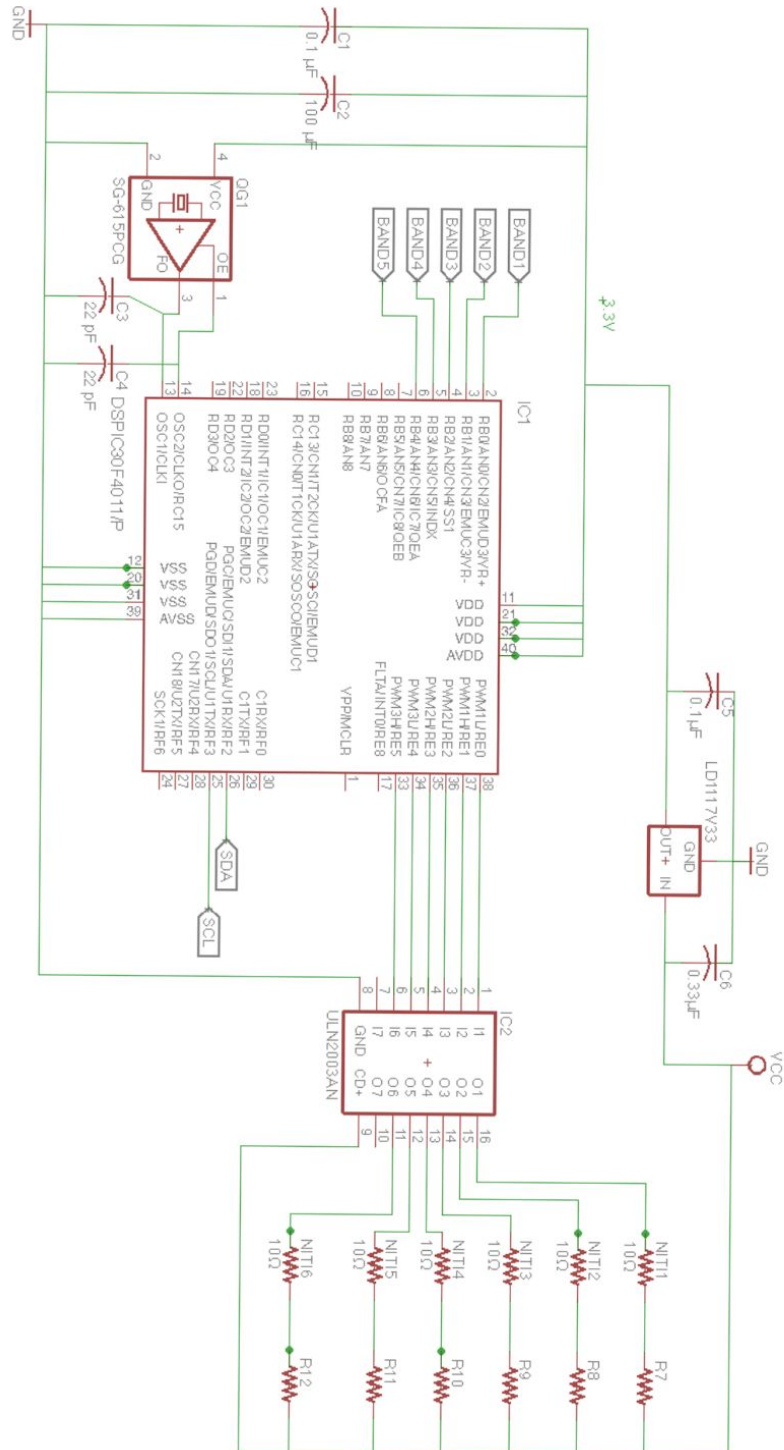 GND
C1
0.1 µF
C2
100 µF
QG1
SG-615PCG
4
VCC
2
GND
OE
FO
1
3
C3
22 pF
C4
22 pF
BAND1
BAND2
BAND3
BAND4
BAND5
3.3V
IC1
DSPIC30F4011/P
2 RB0/AN0/CN2/EMUD3/VR+
3 RB1/AN1/CN3/EMUC3/VR-
4 RB2/AN2/CN4/SS1
5 RB3/AN3/CN5/INDX
6 RB4/AN4/CN6/IC7/QEA
7 RB5/AN5/CN7/IC8/QEB
8 RB6/AN6/OCFA
9 RB7/AN7
10 RB8/AN8
15 RC13/CN1/T2CK/U1ATX/SOSCI/EMUD1
16 RC14/CN0/T1CK/U1ARX/SOSCO/EMUC1
23 RD0/INT1/IC1/OC1/EMUC2
18 RD1/INT2/IC2/OC2/EMUD2
22 RD2/OC3
19 RD3/OC4
14 OSC2/CLKO/RC15
13 OSC1/CLKI
VDD 11
VDD 21
VDD 32
AVDD 40
12 VSS
20 VSS
31 VSS
39 AVSS
PWM1L/RE0 38
PWM1H/RE1 37
PWM2L/RE2 36
PWM2H/RE3 35
PWM3L/RE4 34
PWM3H/RE5 33
FLTA/INT0/RE8 17
VPP/MCLR 1
C1RX/RF0 30
C1TX/RF1 29
PGC/EMUC/SDI1/SDA/U1RX/RF2 26
PGD/EMUD/SDO1/SCL/U1TX/RF3 25
CN17/U2RX/RF4 28
CN18/U2TX/RF5 27
SCK1/RF6 24
SDA
SCL
C5
0.1µF
LD1117V33
GND
GND
OUT+ IN
C6
0.33µF
VCC
IC2
ULN2003AN
1 I1 O1 16
2 I2 O2 15
3 I3 O3 14
4 I4 O4 13
5 I5 O5 12
6 I6 O6 11
7 I7 O7 10
8 GND CD+ 9
NITI1
10Ω
R7
NITI2
10Ω
R8
NITI3
10Ω
R9
NITI4
10Ω
R10
NITI5
10Ω
R11
NITI6
10Ω
R12